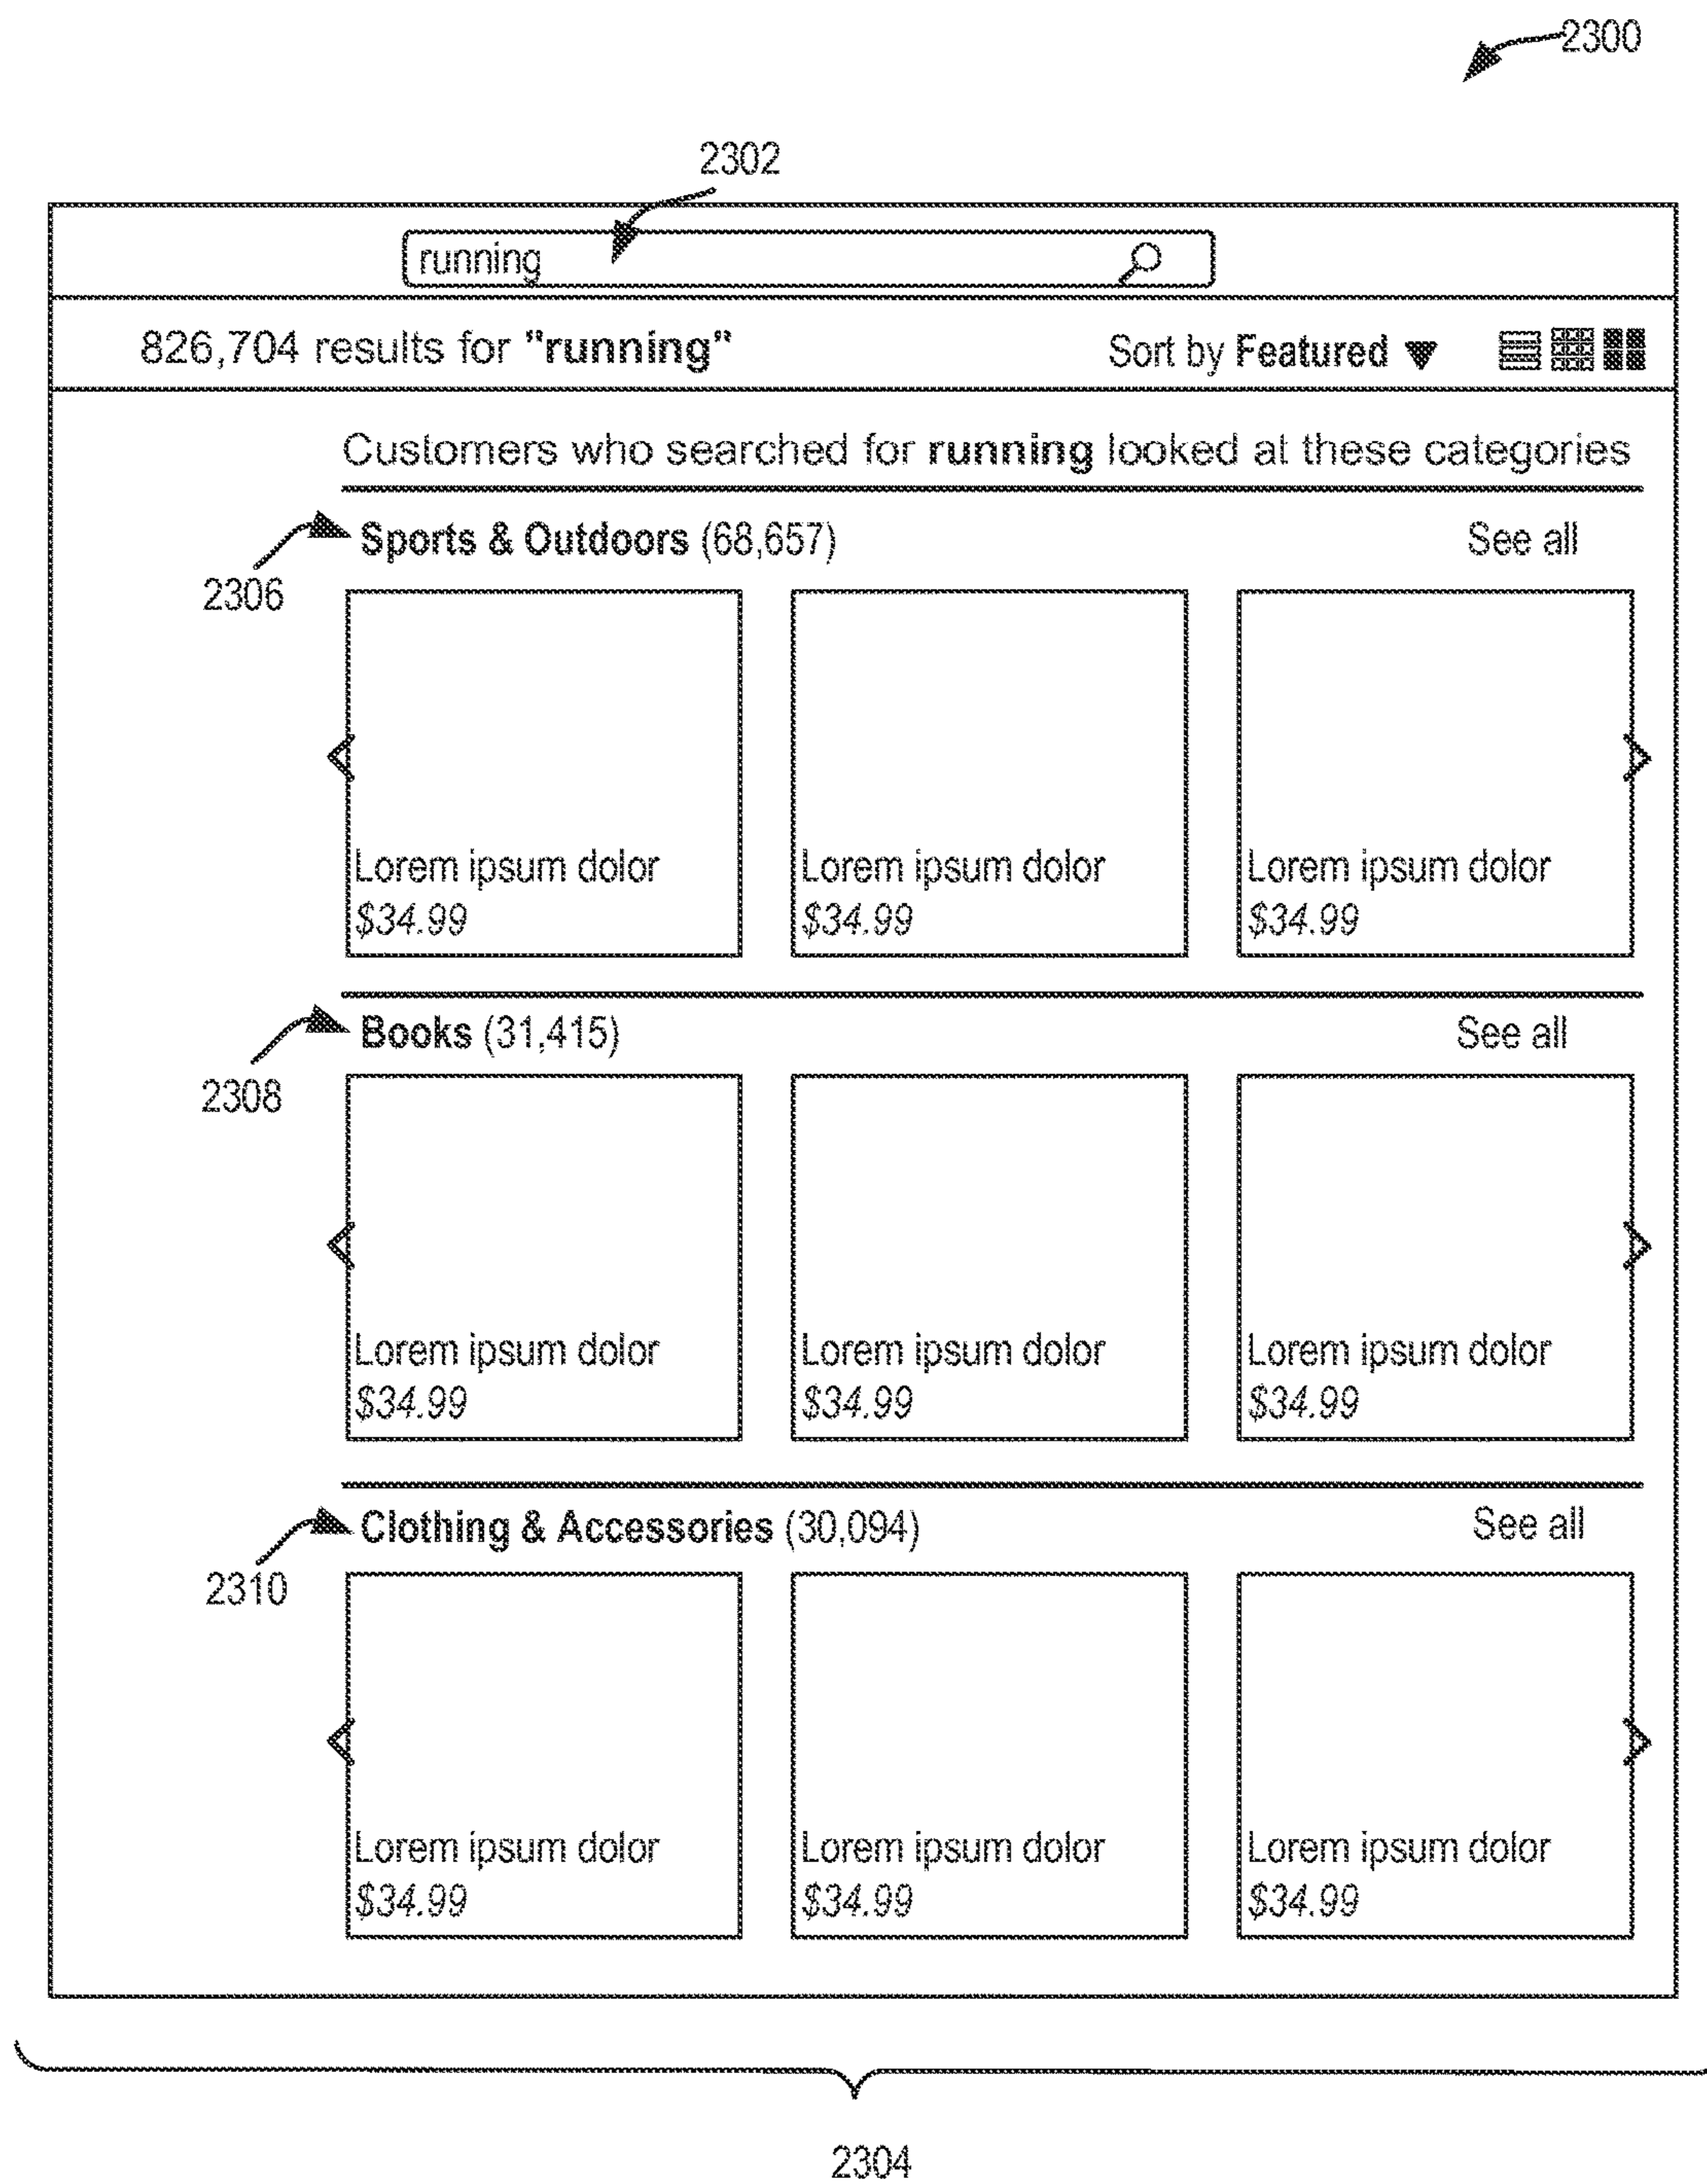 2300
2302
running
826,704 results for "running"
Sort by Featured
Customers who searched for running looked at these categories
Sports & Outdoors (68,657)
See all
2306
Lorem ipsum dolor
$34.99
Lorem ipsum dolor
$34.99
Lorem ipsum dolor
$34.99
Books (31,415)
See all
2308
Lorem ipsum dolor
$34.99
Lorem ipsum dolor
$34.99
Lorem ipsum dolor
$34.99
Clothing & Accessories (30,094)
See all
2310
Lorem ipsum dolor
$34.99
Lorem ipsum dolor
$34.99
Lorem ipsum dolor
$34.99
2304